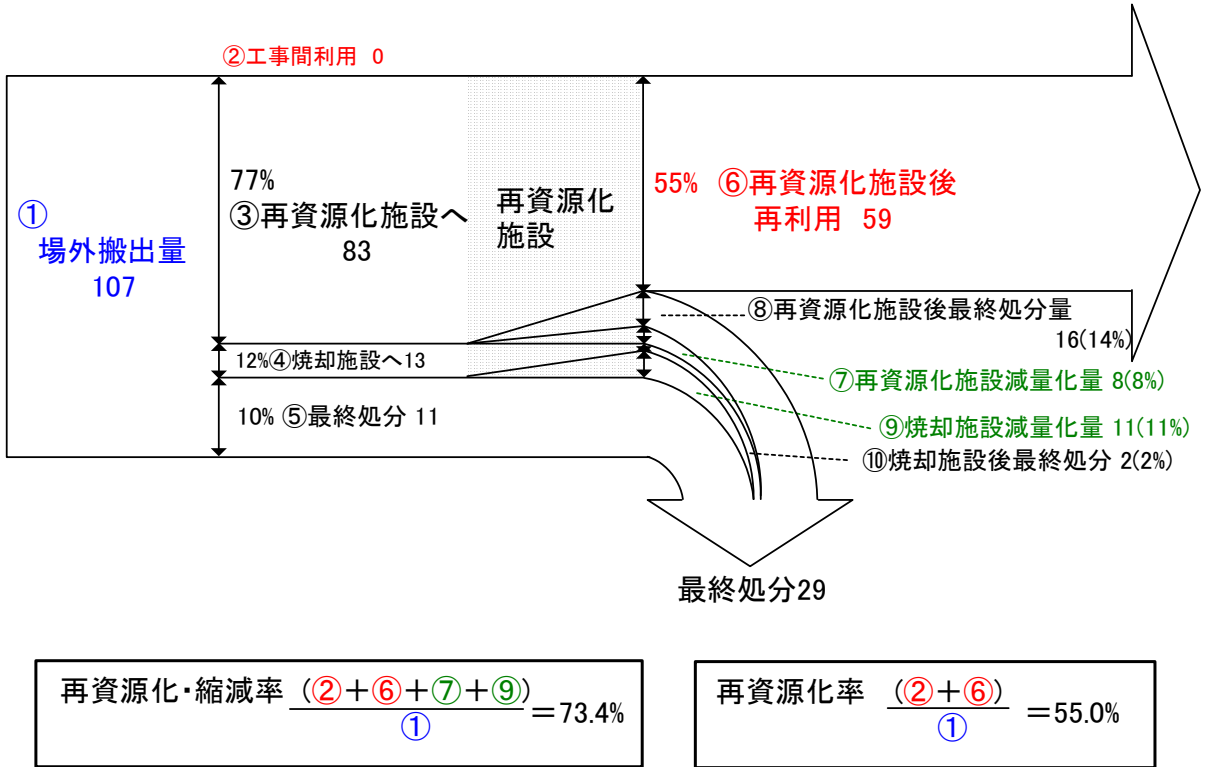 ②工事間利用 0
①
場外搬出量
107
77%
③再資源化施設へ
83
再資源化
施設
55% ⑥再資源化施設後
再利用 59
⑧再資源化施設後最終処分量
16(14%)
12%④焼却施設へ13
⑦再資源化施設減量化量 8(8%)
10% ⑤最終処分 11
⑨焼却施設減量化量 11(11%)
⑩焼却施設後最終処分 2(2%)
最終処分29
再資源化・縮減率 (②+⑥+⑦+⑨)
①
=73.4%
再資源化率 (②+⑥)
①
=55.0%